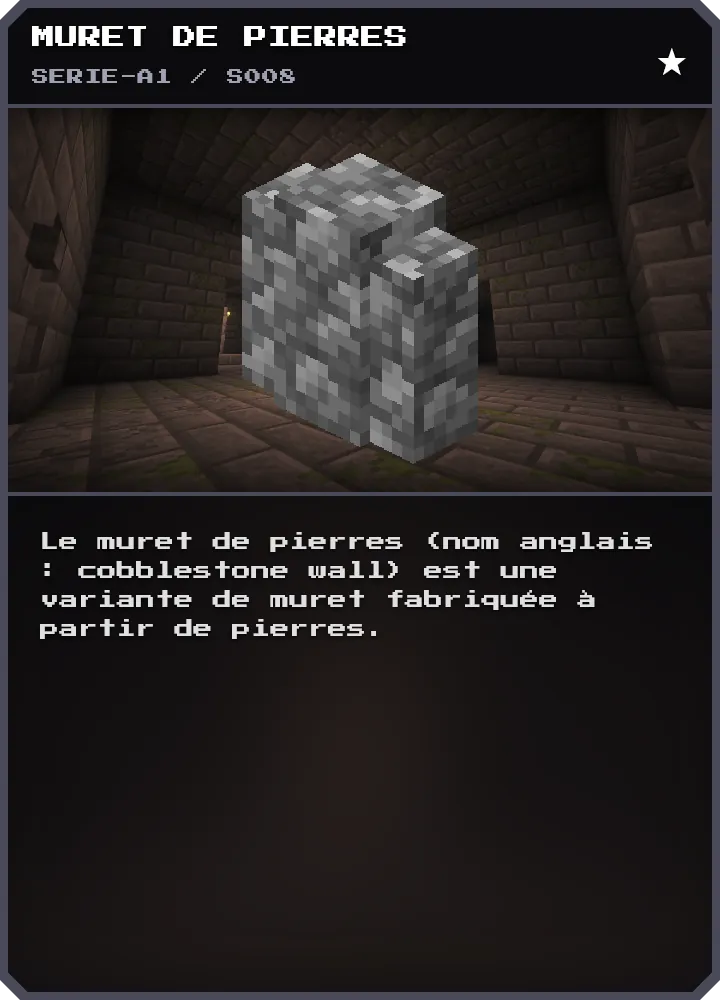 MURET DE PIERRES
SERIE-A1 / S008
Le muret de pierres (nom anglais
: cobblestone wall) est une
variante de muret fabriquée à
partir de pierres.